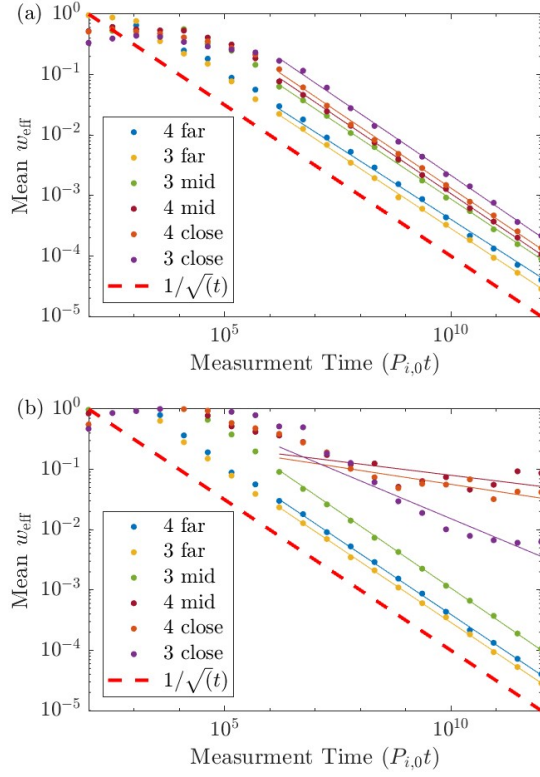 (a)
10^0
10^-1
10^-2
10^-3
10^-4
10^-5
Mean w_eff
4 far
3 far
3 mid
4 mid
4 close
3 close
1/√(t)
10^5
10^10
Measurment Time (P_i,0 t)
(b)
10^0
10^-1
10^-2
10^-3
10^-4
10^-5
Mean w_eff
4 far
3 far
3 mid
4 mid
4 close
3 close
1/√(t)
10^5
10^10
Measurment Time (P_i,0 t)